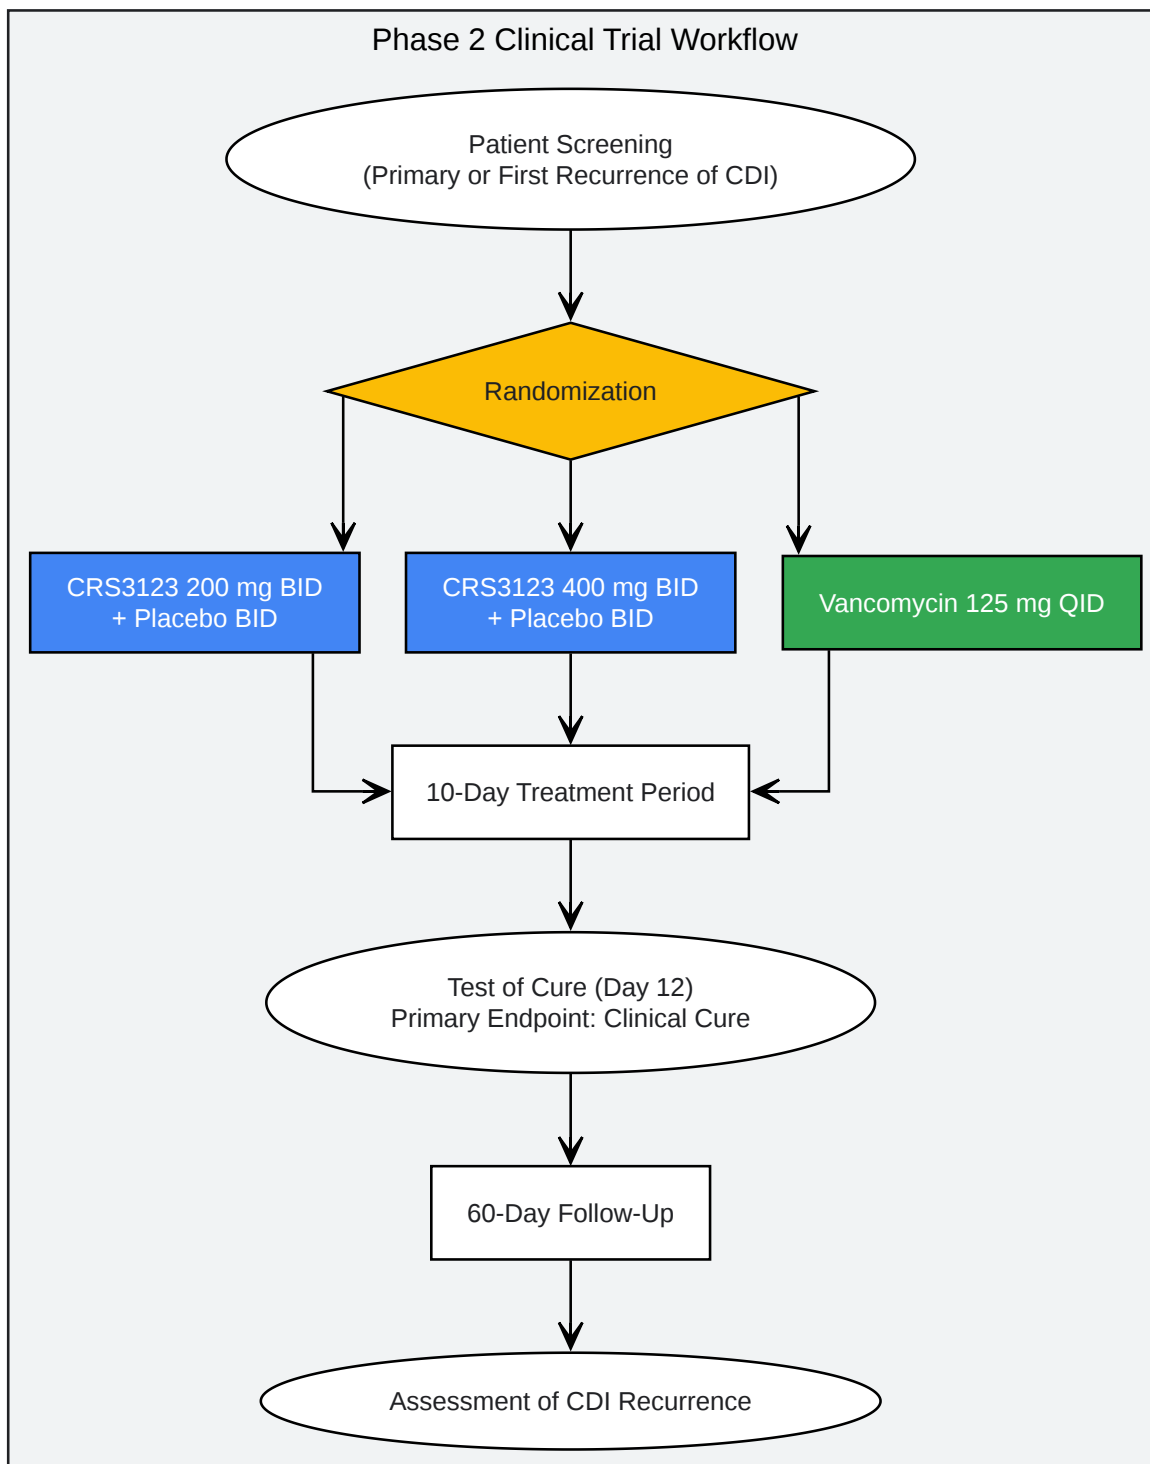 Phase 2 Clinical Trial Workflow
Patient Screening
(Primary or First Recurrence of CDI)
Randomization
CRS3123 200 mg BID
+ Placebo BID
CRS3123 400 mg BID
+ Placebo BID
Vancomycin 125 mg QID
10-Day Treatment Period
Test of Cure (Day 12)
Primary Endpoint: Clinical Cure
60-Day Follow-Up
Assessment of CDI Recurrence